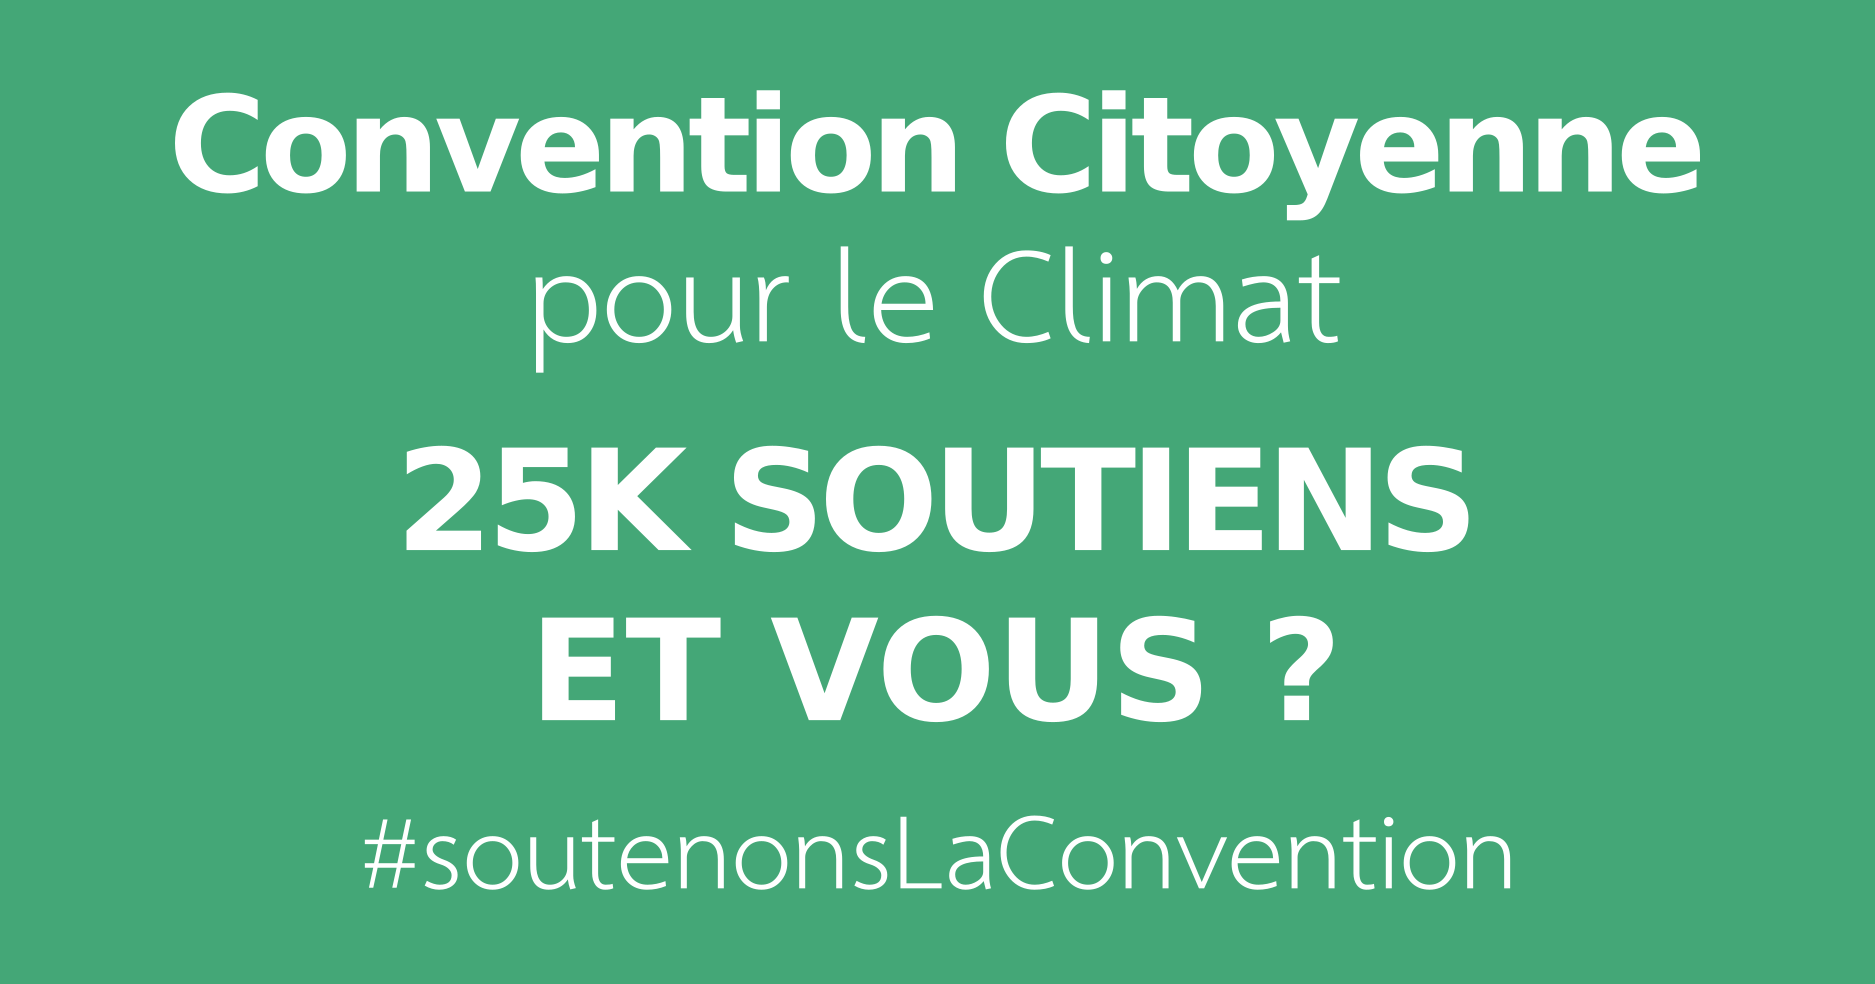 Convention Citoyenne
pour le Climat
25K SOUTIENS
ET VOUS ?
#soutenonsLaConvention